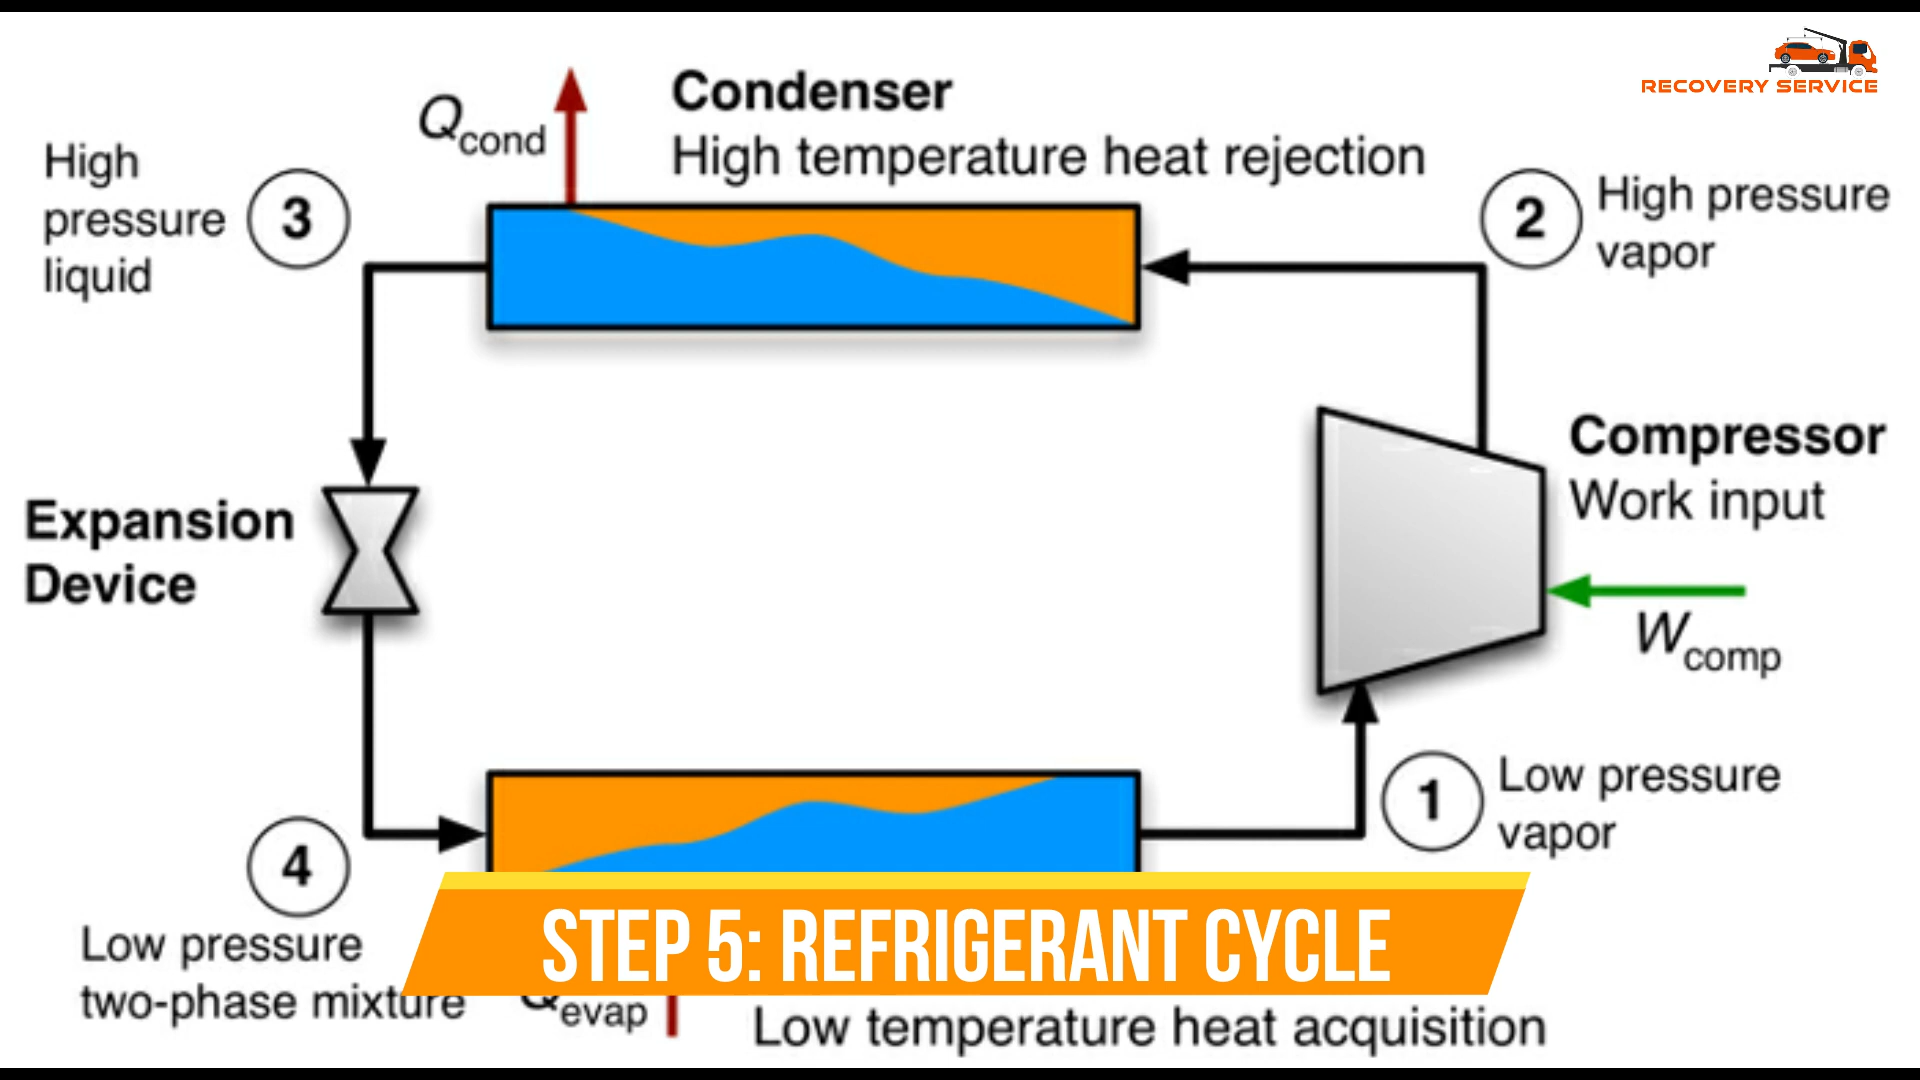 RECOVERY SERVICE
Condenser
High temperature heat rejection
Qcond
High
pressure
liquid
3
2
High pressure
vapor
Compressor
Work input
Wcomp
Expansion
Device
1
Low pressure
vapor
4
Low pressure
two-phase mixture
STEP 5: REFRIGERANT CYCLE
Qevap
Low temperature heat acquisition